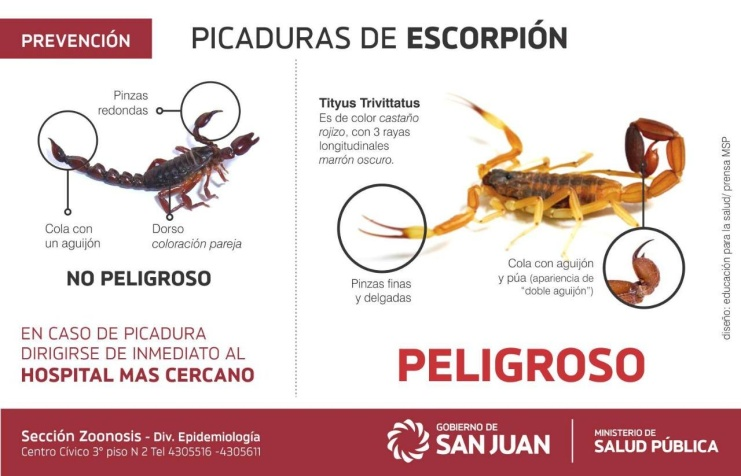 PREVENCIÓN
PICADURAS DE ESCORPIÓN
Pinzas
redondas
Cola con
un aguijón
Dorso
coloración pareja
NO PELIGROSO
EN CASO DE PICADURA
DIRIGIRSE DE INMEDIATO AL
HOSPITAL MAS CERCANO
Tityus Trivittatus
Es de color castaño
rojizo, con 3 rayas
longitudinales
marrón oscuro.
Pinzas finas
y delgadas
Cola con aguijón
y púa (apariencia de
“doble aguijón”)
PELIGROSO
diseño: educación para la salud/ prensa MSP
Sección Zoonosis - Div. Epidemiología
Centro Cívico 3° piso N 2 Tel 4305516 -4305611
GOBIERNO DE
SAN JUAN
MINISTERIO DE
SALUD PÚBLICA